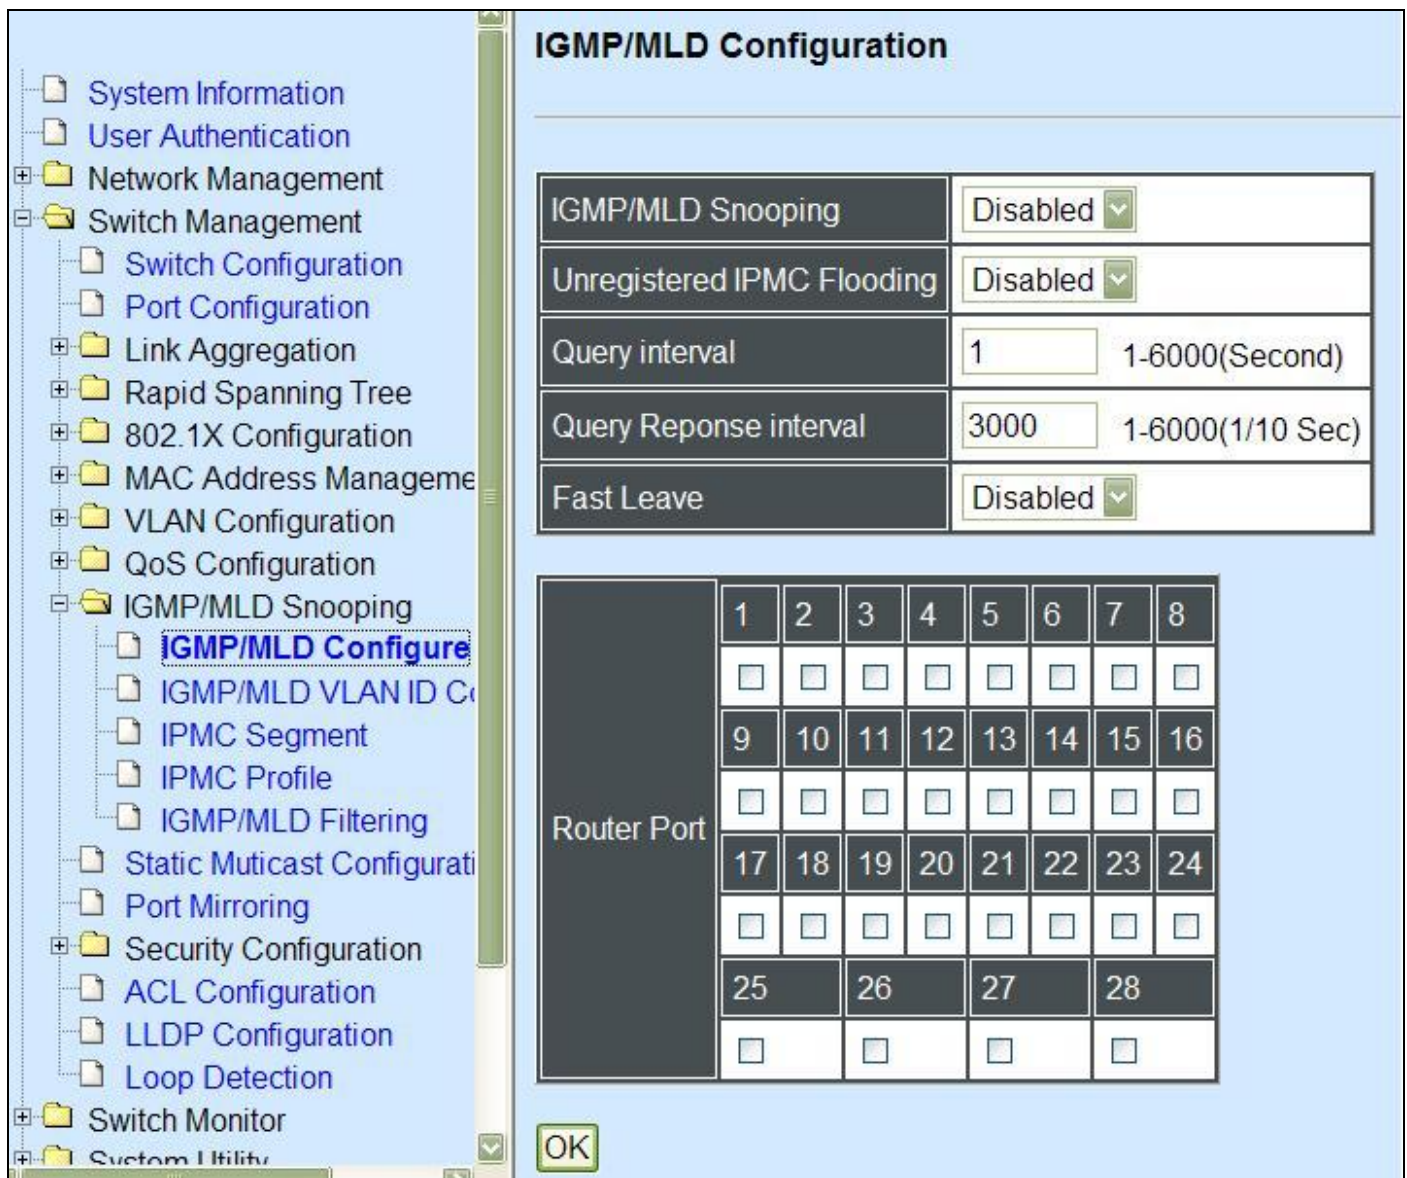 System Information
User Authentication
Network Management
Switch Management
Switch Configuration
Port Configuration
Link Aggregation
Rapid Spanning Tree
802.1X Configuration
MAC Address Manageme
VLAN Configuration
QoS Configuration
IGMP/MLD Snooping
IGMP/MLD Configure
IGMP/MLD VLAN ID Co
IPMC Segment
IPMC Profile
IGMP/MLD Filtering
Static Muticast Configurati
Port Mirroring
Security Configuration
ACL Configuration
LLDP Configuration
Loop Detection
Switch Monitor
System Utility
IGMP/MLD Configuration
IGMP/MLD Snooping Disabled
Unregistered IPMC Flooding Disabled
Query interval 1 1-6000(Second)
Query Reponse interval 3000 1-6000(1/10 Sec)
Fast Leave Disabled
Router Port
1 2 3 4 5 6 7 8
9 10 11 12 13 14 15 16
17 18 19 20 21 22 23 24
25 26 27 28
OK